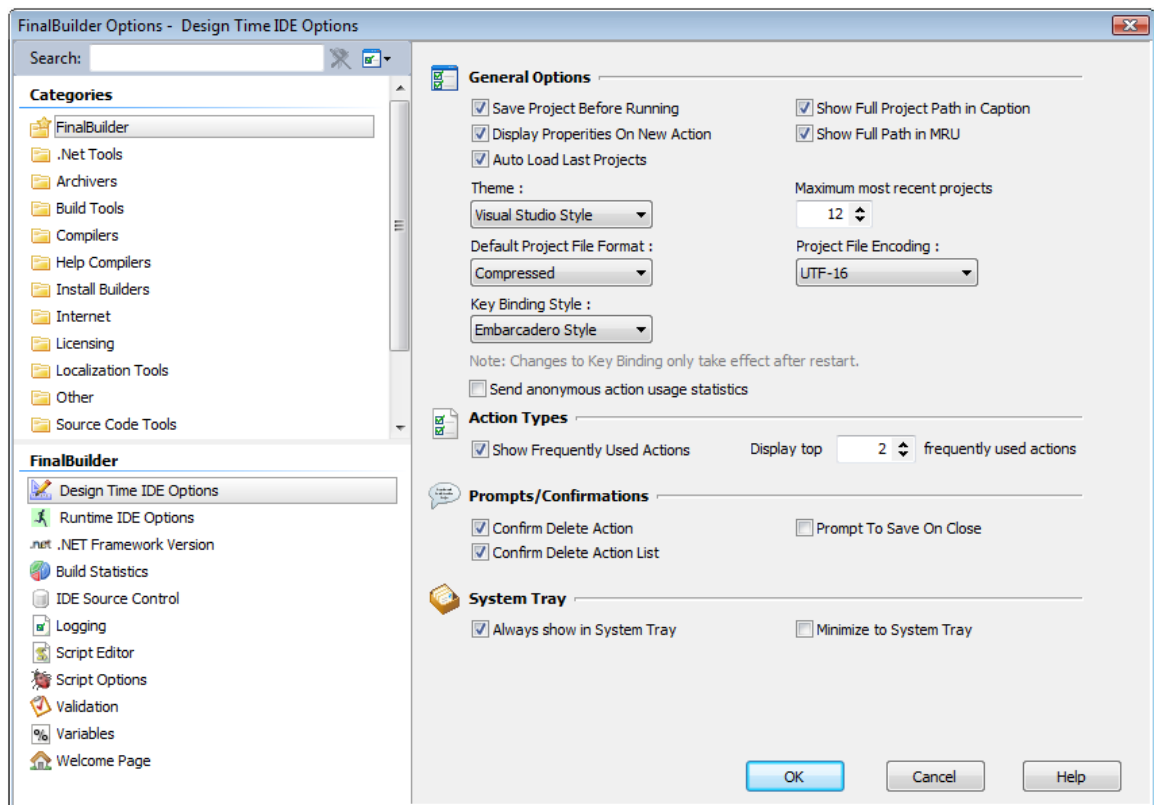 FinalBuilder Options -  Design Time IDE Options
Search:
Categories
FinalBuilder
.Net Tools
Archivers
Build Tools
Compilers
Help Compilers
Install Builders
Internet
Licensing
Localization Tools
Other
Source Code Tools
FinalBuilder
Design Time IDE Options
Runtime IDE Options
.net .NET Framework Version
Build Statistics
IDE Source Control
Logging
Script Editor
Script Options
Validation
% Variables
Welcome Page
General Options
Save Project Before Running
Show Full Project Path in Caption
Display Properities On New Action
Show Full Path in MRU
Auto Load Last Projects
Theme :
Maximum most recent projects
Visual Studio Style
12
Default Project File Format :
Project File Encoding :
Compressed
UTF-16
Key Binding Style :
Embarcadero Style
Note: Changes to Key Binding only take effect after restart.
Send anonymous action usage statistics
Action Types
Show Frequently Used Actions
Display top 2 frequently used actions
Prompts/Confirmations
Confirm Delete Action
Prompt To Save On Close
Confirm Delete Action List
System Tray
Always show in System Tray
Minimize to System Tray
OK
Cancel
Help